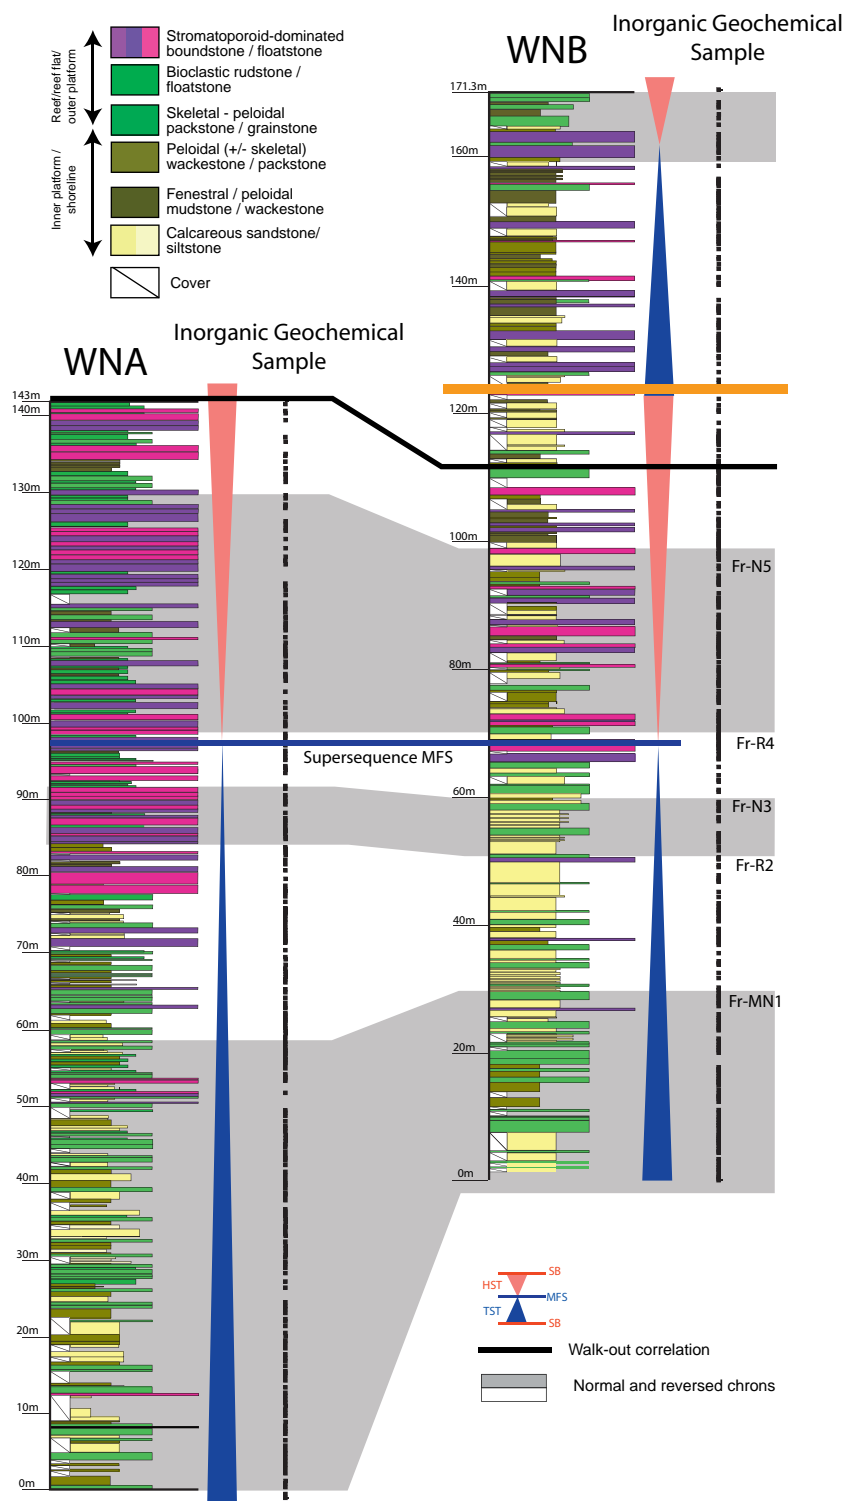 Reef/reef flat/
outer platform
Inner platform /
shoreline
Stromatoporoid-dominated
boundstone / floatstone
Bioclastic rudstone /
floatstone
Skeletal - peloidal
packstone / grainstone
Peloidal (+/- skeletal)
wackestone / packstone
Fenestral / peloidal
mudstone / wackestone
Calcareous sandstone/
siltstone
Cover
WNA
Inorganic Geochemical
Sample
143m
140m
130m
120m
110m
100m
90m
80m
70m
60m
50m
40m
30m
20m
10m
0m
Supersequence MFS
WNB
Inorganic Geochemical
Sample
171.3m
160m
140m
120m
100m
80m
60m
40m
20m
0m
Fr-N5
Fr-R4
Fr-N3
Fr-R2
Fr-MN1
SB
HST
MFS
TST
SB
Walk-out correlation
Normal and reversed chrons